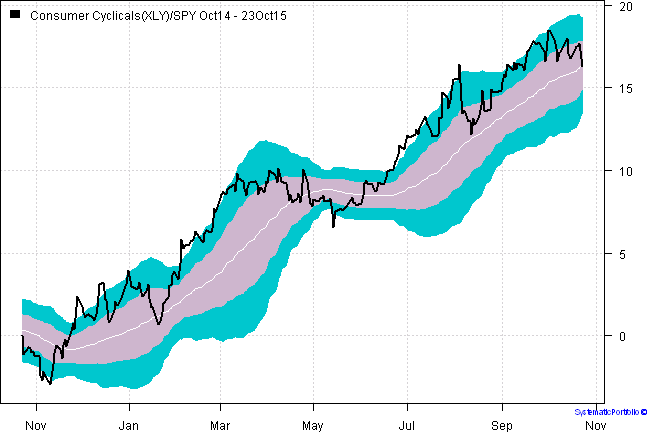 Consumer Cyclicals(XLY)/SPY Oct14 - 23Oct15
20
15
10
5
0
Nov Jan Mar May Jul Sep Nov
SystematicPortfolio ©